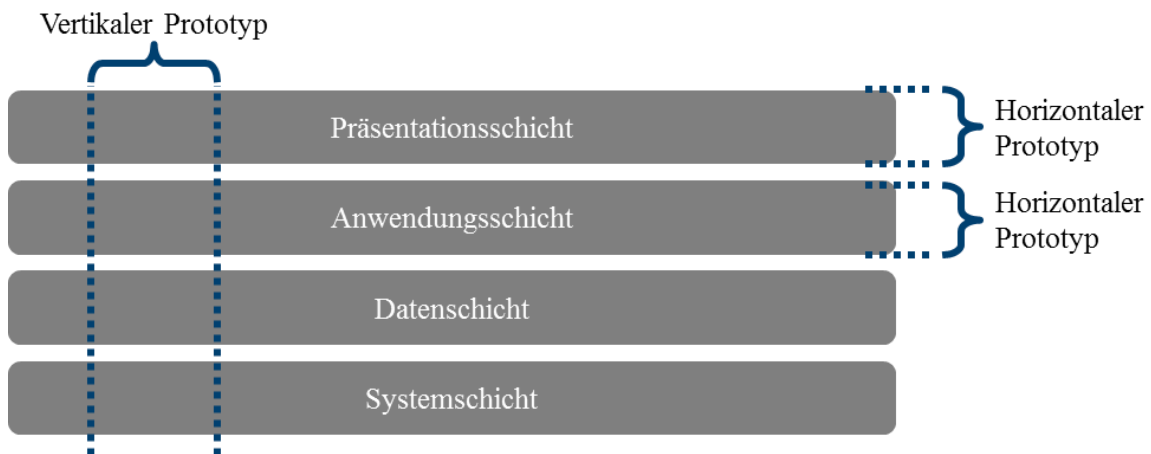 Vertikaler Prototyp
Präsentationsschicht
Horizontaler
Prototyp
Anwendungsschicht
Horizontaler
Prototyp
Datenschicht
Systemschicht